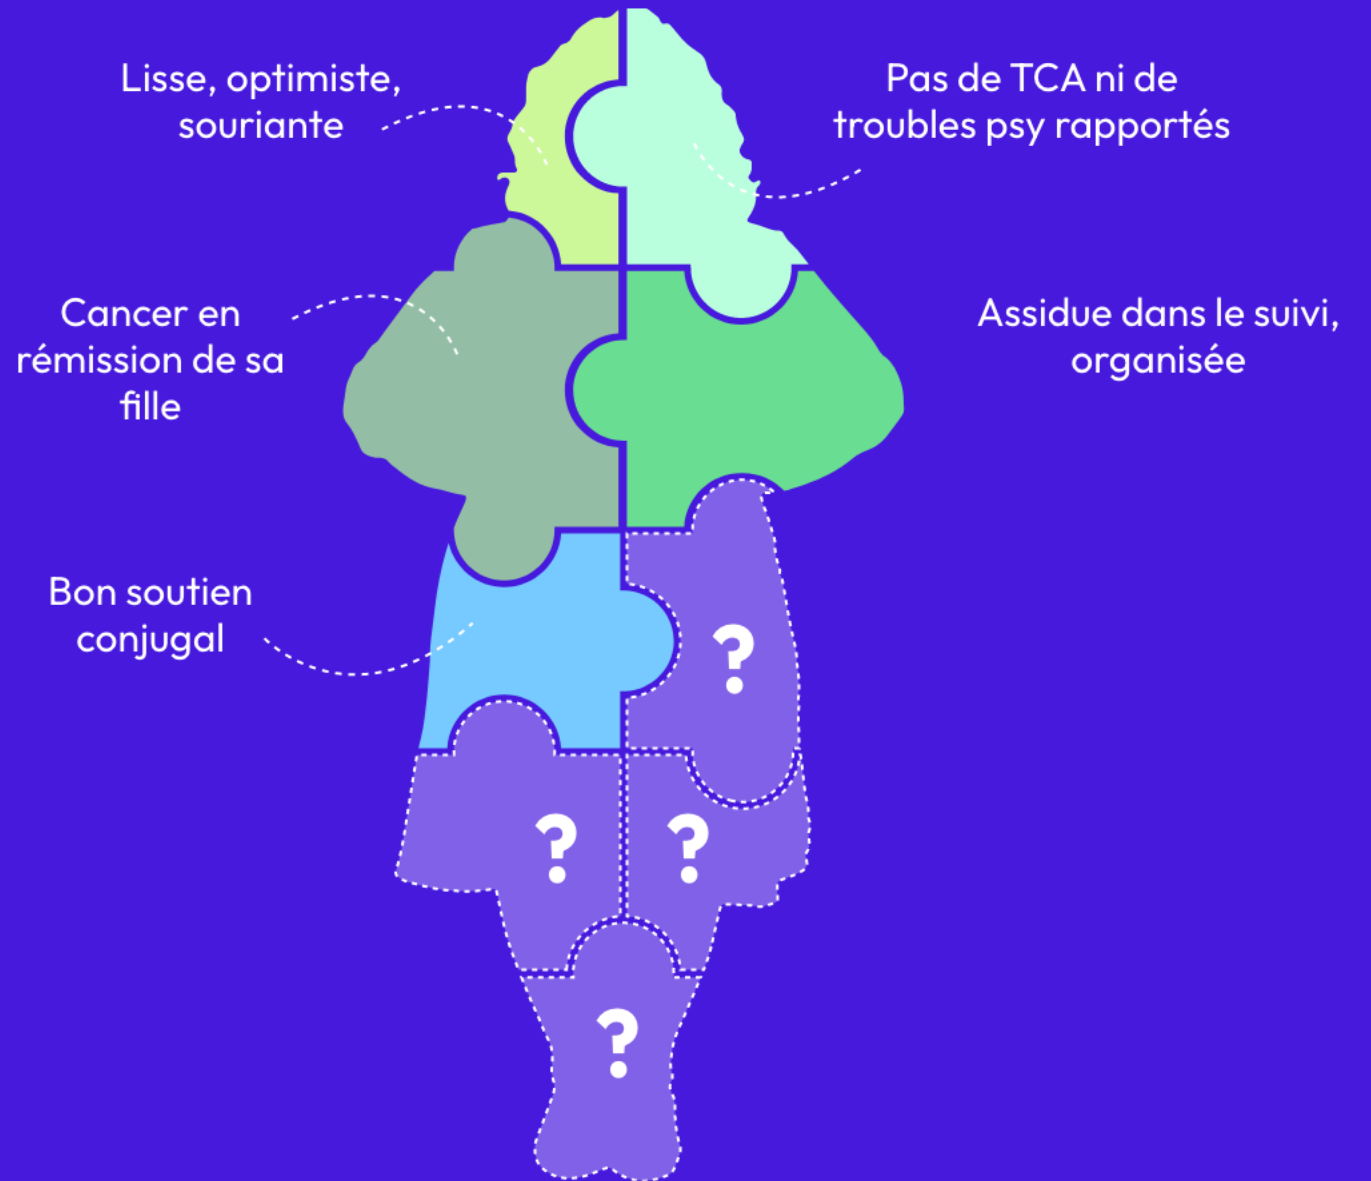 Lisse, optimiste,
souriante
Pas de TCA ni de
troubles psy rapportés
Cancer en
rémission de sa
fille
Assidue dans le suivi,
organisée
Bon soutien
conjugal
?
?
?
?